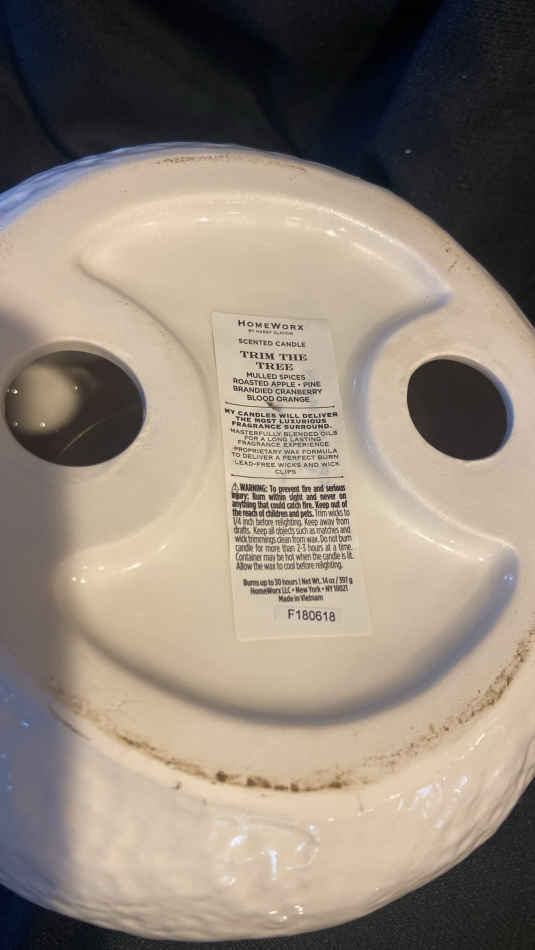 HOMEWORX
BY HARRY SLATKIN
SCENTED CANDLE
TRIM THE
TREE
MULLED SPICES
ROASTED APPLE • PINE
BRANDIED CRANBERRY
BLOOD ORANGE
MY CANDLES WILL DELIVER
THE MOST LUXURIOUS
FRAGRANCE SURROUND.
•MASTERFULLY BLENDED OILS
FOR A LONG LASTING
FRAGRANCE EXPERIENCE
•PROPRIETARY WAX FORMULA
TO DELIVER A PERFECT BURN
•LEAD-FREE WICKS AND WICK
CLIPS
⚠WARNING: To prevent fire and serious
injury: Burn within sight and never on
anything that could catch fire. Keep out of
the reach of children and pets. Trim wicks to
1/4 inch before relighting. Keep away from
drafts. Keep all objects such as matches and
wick trimmings clean from wax. Do not burn
candle for more than 2-3 hours at a time.
Container may be hot when the candle is lit.
Allow the wax to cool before relighting.
Burns up to 30 hours | Net Wt. 14 oz / 397 g
HomeWorx LLC • New York • NY 10021
Made in Vietnam
F180618